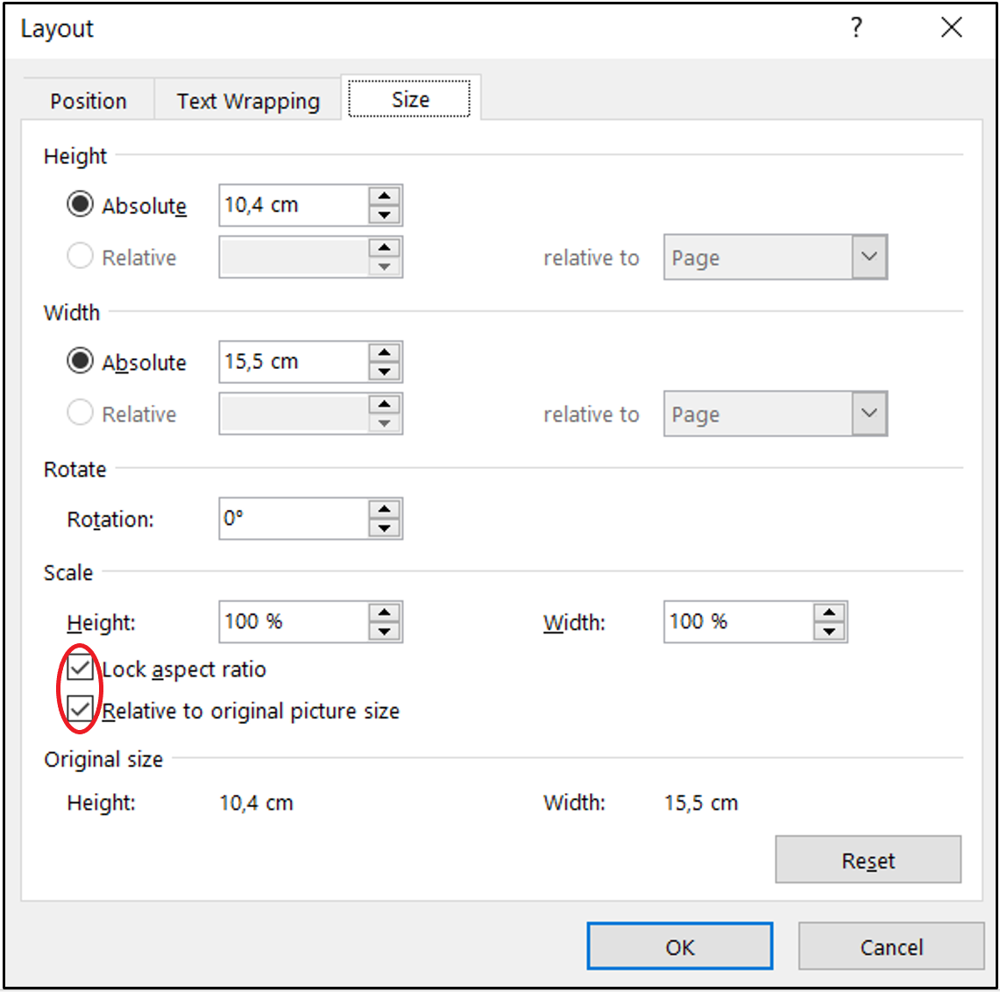 Layout ?
Position Text Wrapping Size
Height
Absolute 10,4 cm
Relative relative to Page
Width
Absolute 15,5 cm
Relative relative to Page
Rotate
Rotation: 0°
Scale
Height: 100 % Width: 100 %
Lock aspect ratio
Relative to original picture size
Original size
Height: 10,4 cm Width: 15,5 cm
Reset
OK Cancel